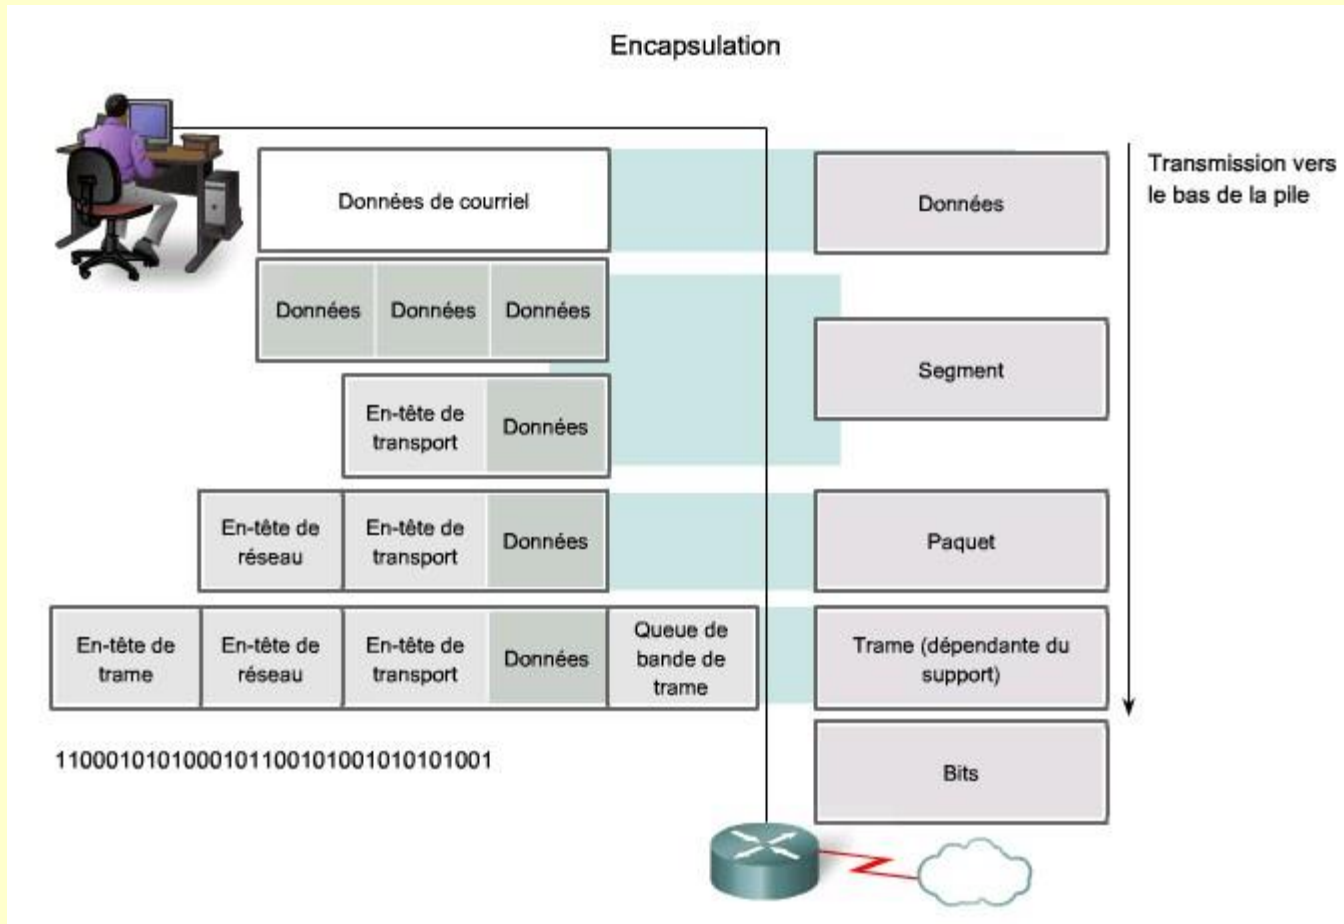 Encapsulation
Transmission vers
le bas de la pile
Données de courriel
Données
Données Données Données
Segment
En-tête de
transport
Données
En-tête de
réseau
En-tête de
transport
Données
Paquet
En-tête de
trame
En-tête de
réseau
En-tête de
transport
Données
Queue de
bande de
trame
Trame (dépendante du
support)
1100010101000101100101001010101001
Bits